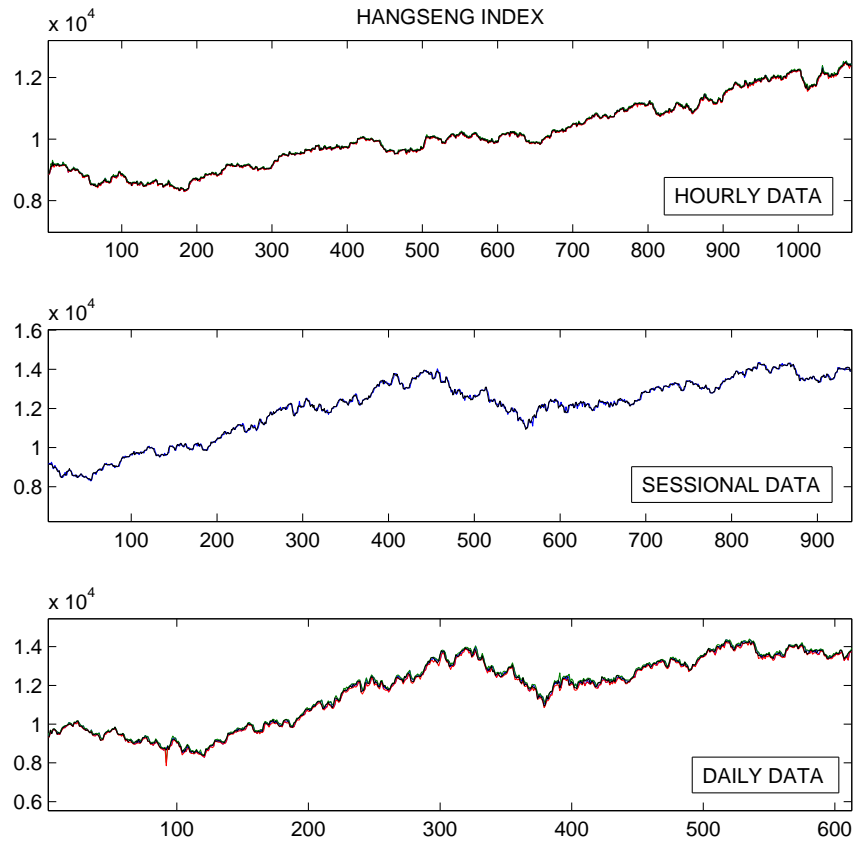 HANGSENG INDEX
x 10^4
1.2
1
0.8
100 200 300 400 500 600 700 800 900 1000
HOURLY DATA
x 10^4
1.6
1.4
1.2
1
0.8
100 200 300 400 500 600 700 800 900
SESSIONAL DATA
x 10^4
1.4
1.2
1
0.8
0.6
100 200 300 400 500 600
DAILY DATA